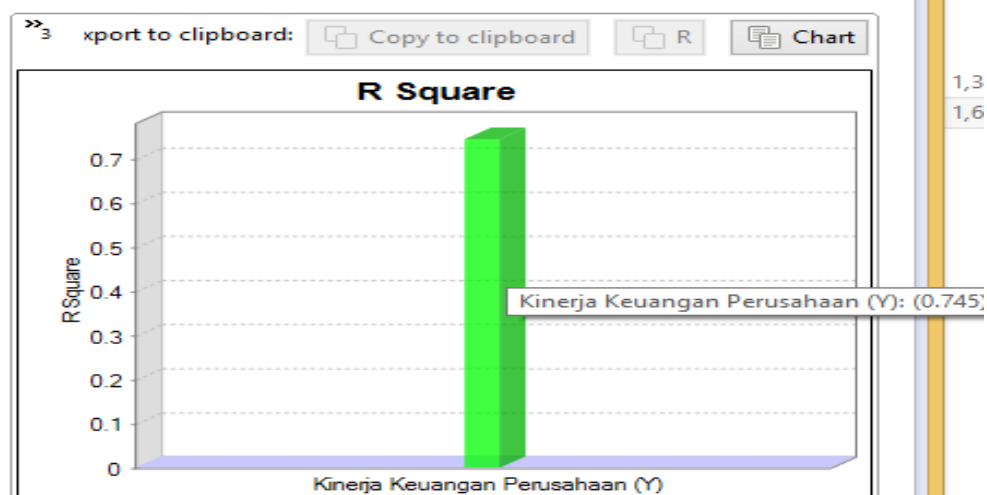 »3 xport to clipboard: Copy to clipboard R Chart
R Square
1,3
1,6
0.7
0.6
0.5
R Square
0.4
Kinerja Keuangan Perusahaan (Y): (0.745)
0.3
0.2
0.1
0
Kinerja Keuangan Perusahaan (Y)